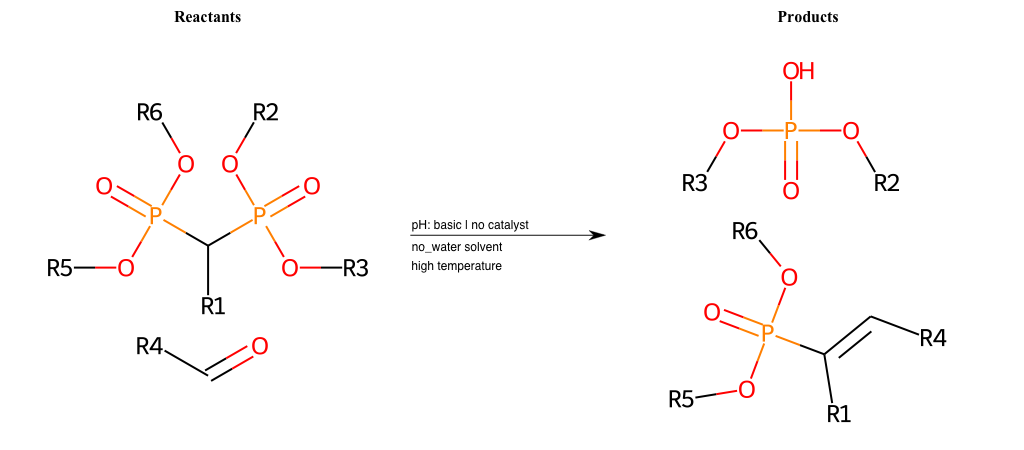 Reactants
Products
R6
R2
O
O
O
O
P
P
R5
O
O
R3
R1
R4
O
pH: basic | no catalyst
no_water solvent
high temperature
OH
O
P
O
R3
O
R2
R6
O
O
P
R4
R5
O
R1